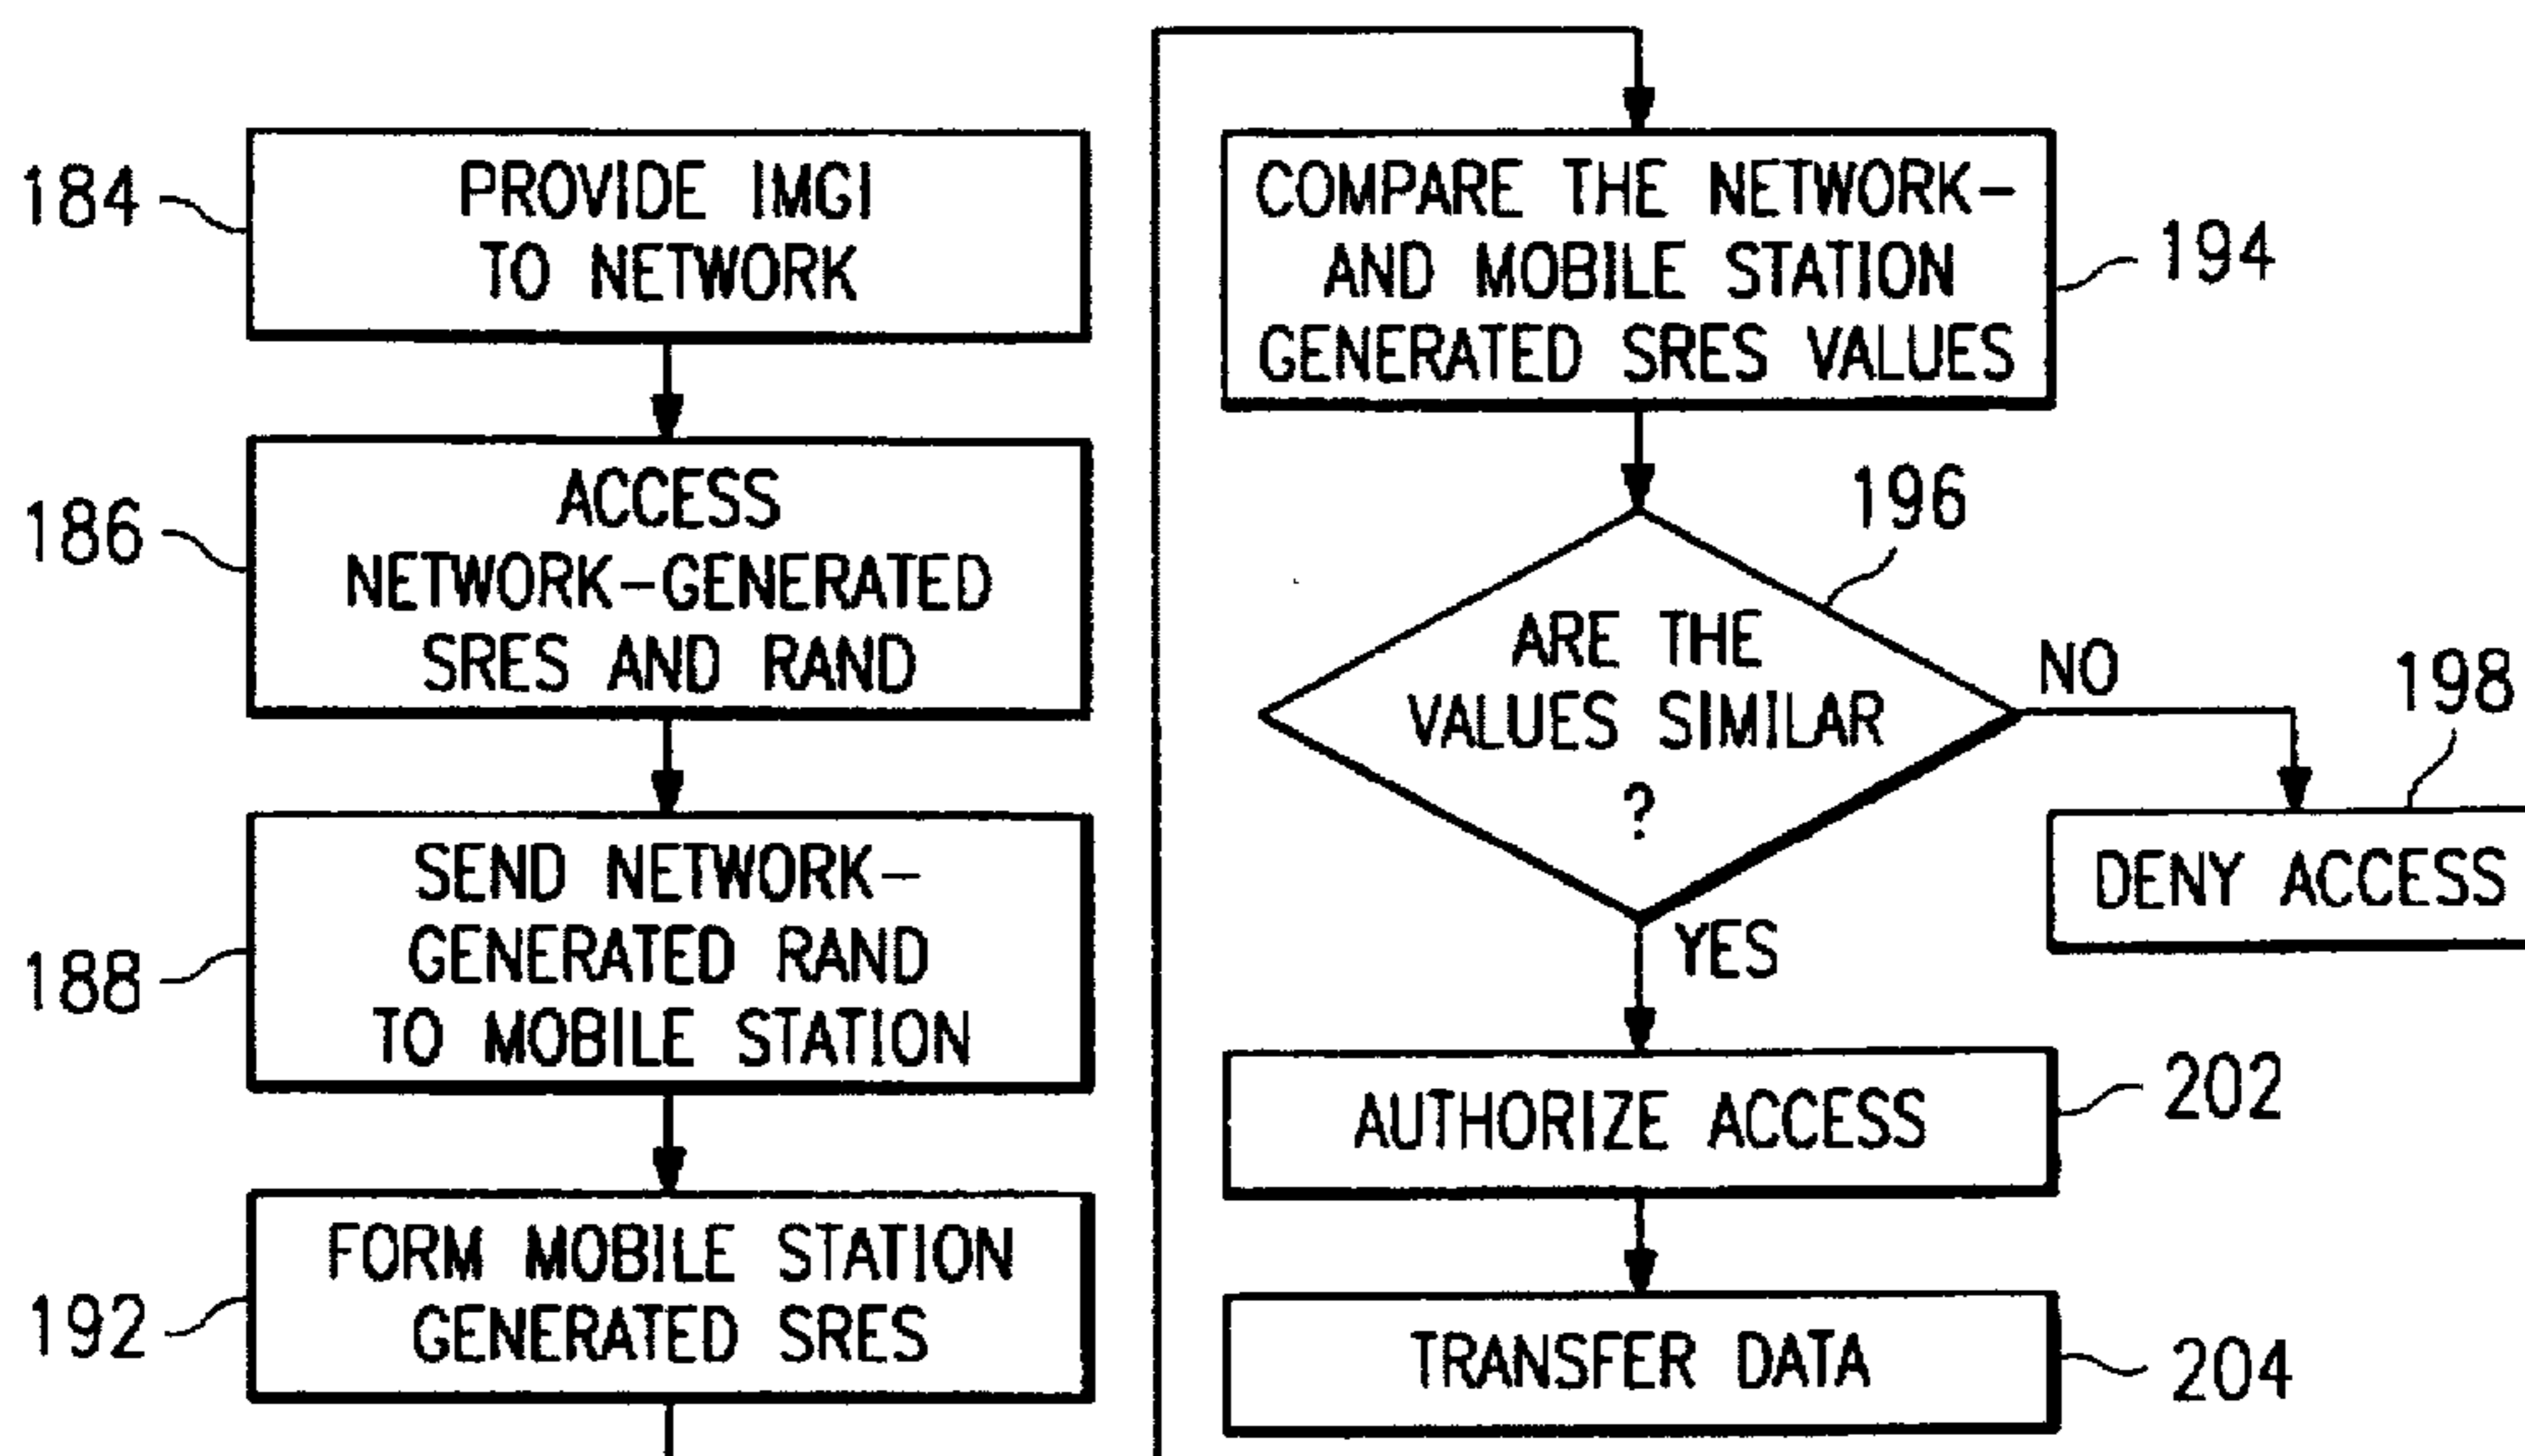 184
PROVIDE IMGI
TO NETWORK
186
ACCESS
NETWORK-GENERATED
SRES AND RAND
188
SEND NETWORK-
GENERATED RAND
TO MOBILE STATION
192
FORM MOBILE STATION
GENERATED SRES
COMPARE THE NETWORK-
AND MOBILE STATION
GENERATED SRES VALUES
194
196
ARE THE
VALUES SIMILAR
?
NO
198
DENY ACCESS
YES
AUTHORIZE ACCESS
202
TRANSFER DATA
204